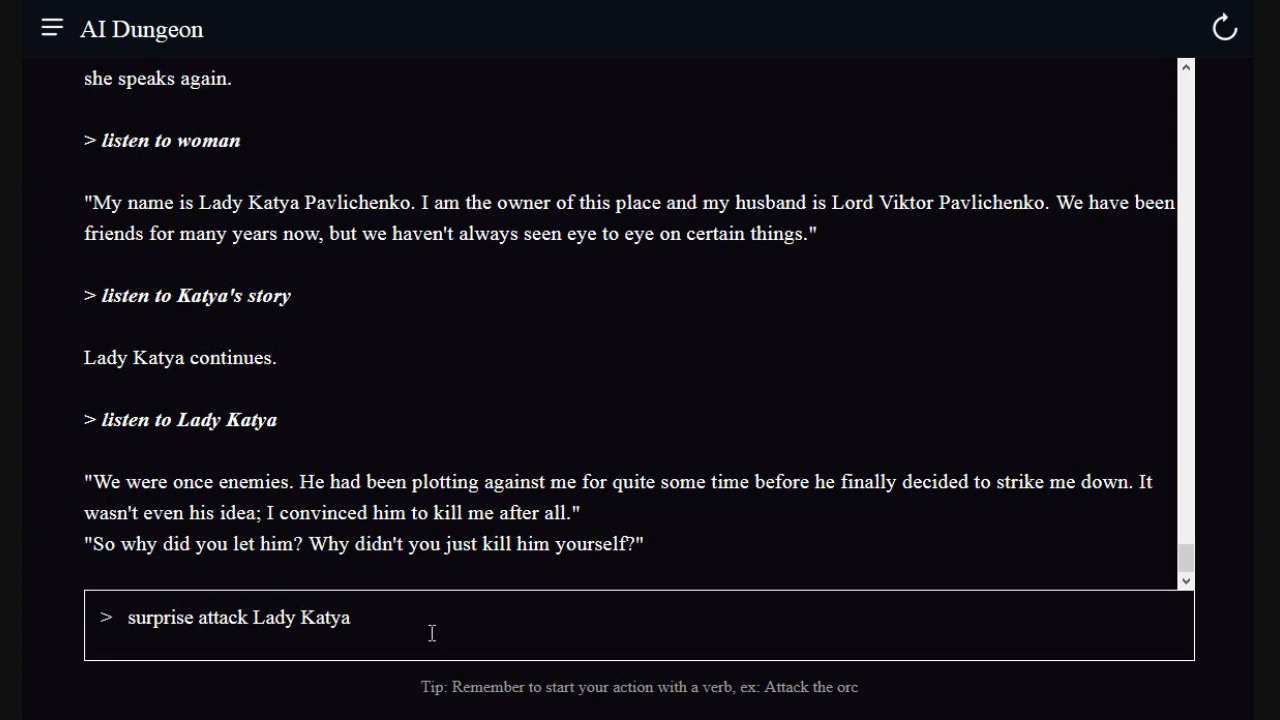 AI Dungeon
she speaks again.
> listen to woman
"My name is Lady Katya Pavlichenko. I am the owner of this place and my husband is Lord Viktor Pavlichenko. We have been
friends for many years now, but we haven't always seen eye to eye on certain things."
> listen to Katya's story
Lady Katya continues.
> listen to Lady Katya
"We were once enemies. He had been plotting against me for quite some time before he finally decided to strike me down. It
wasn't even his idea; I convinced him to kill me after all."
"So why did you let him? Why didn't you just kill him yourself?"
> surprise attack Lady Katya
Tip: Remember to start your action with a verb, ex: Attack the orc